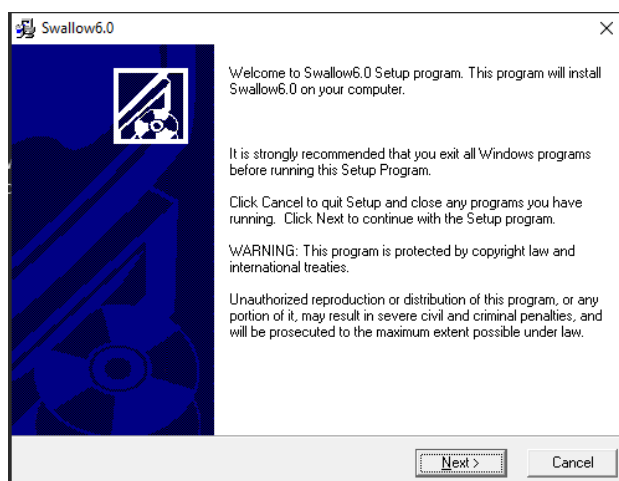 Swallow6.0
Welcome to Swallow6.0 Setup program. This program will install
Swallow6.0 on your computer.
It is strongly recommended that you exit all Windows programs
before running this Setup Program.
Click Cancel to quit Setup and close any programs you have
running.  Click Next to continue with the Setup program.
WARNING: This program is protected by copyright law and
international treaties.
Unauthorized reproduction or distribution of this program, or any
portion of it, may result in severe civil and criminal penalties, and
will be prosecuted to the maximum extent possible under law.
Next >
Cancel